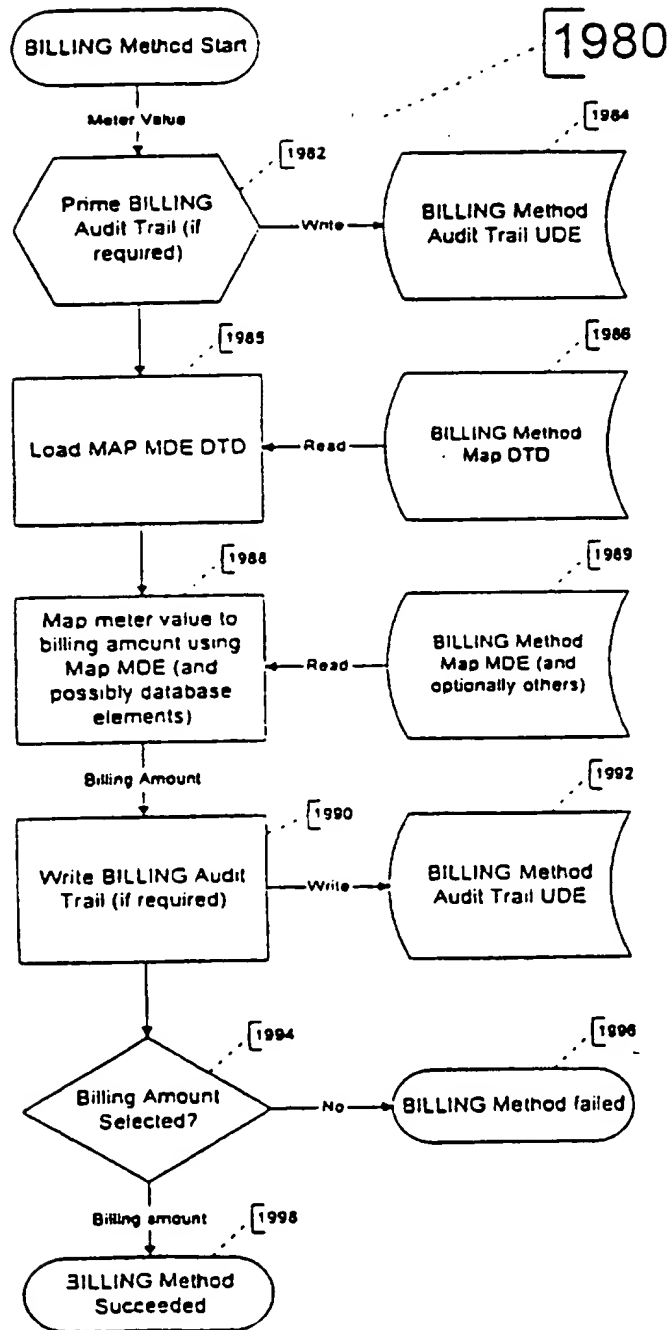 BILLING Method Start
1980
Meter Value
1982
1984
Prime BILLING
Audit Trail (if
required)
Write
BILLING Method
Audit Trail UDE
1985
1986
Load MAP MDE DTD
Read
BILLING Method
Map DTD
1988
1989
Map meter value to
billing amount using
Map MDE (and
possibly database
elements)
Read
BILLING Method
Map MDE (and
optionally others)
Billing Amount
1990
1992
Write BILLING Audit
Trail (if required)
Write
BILLING Method
Audit Trail UDE
1994
1996
Billing Amount
Selected?
No
BILLING Method failed
Billing amount
1998
BILLING Method
Succeeded